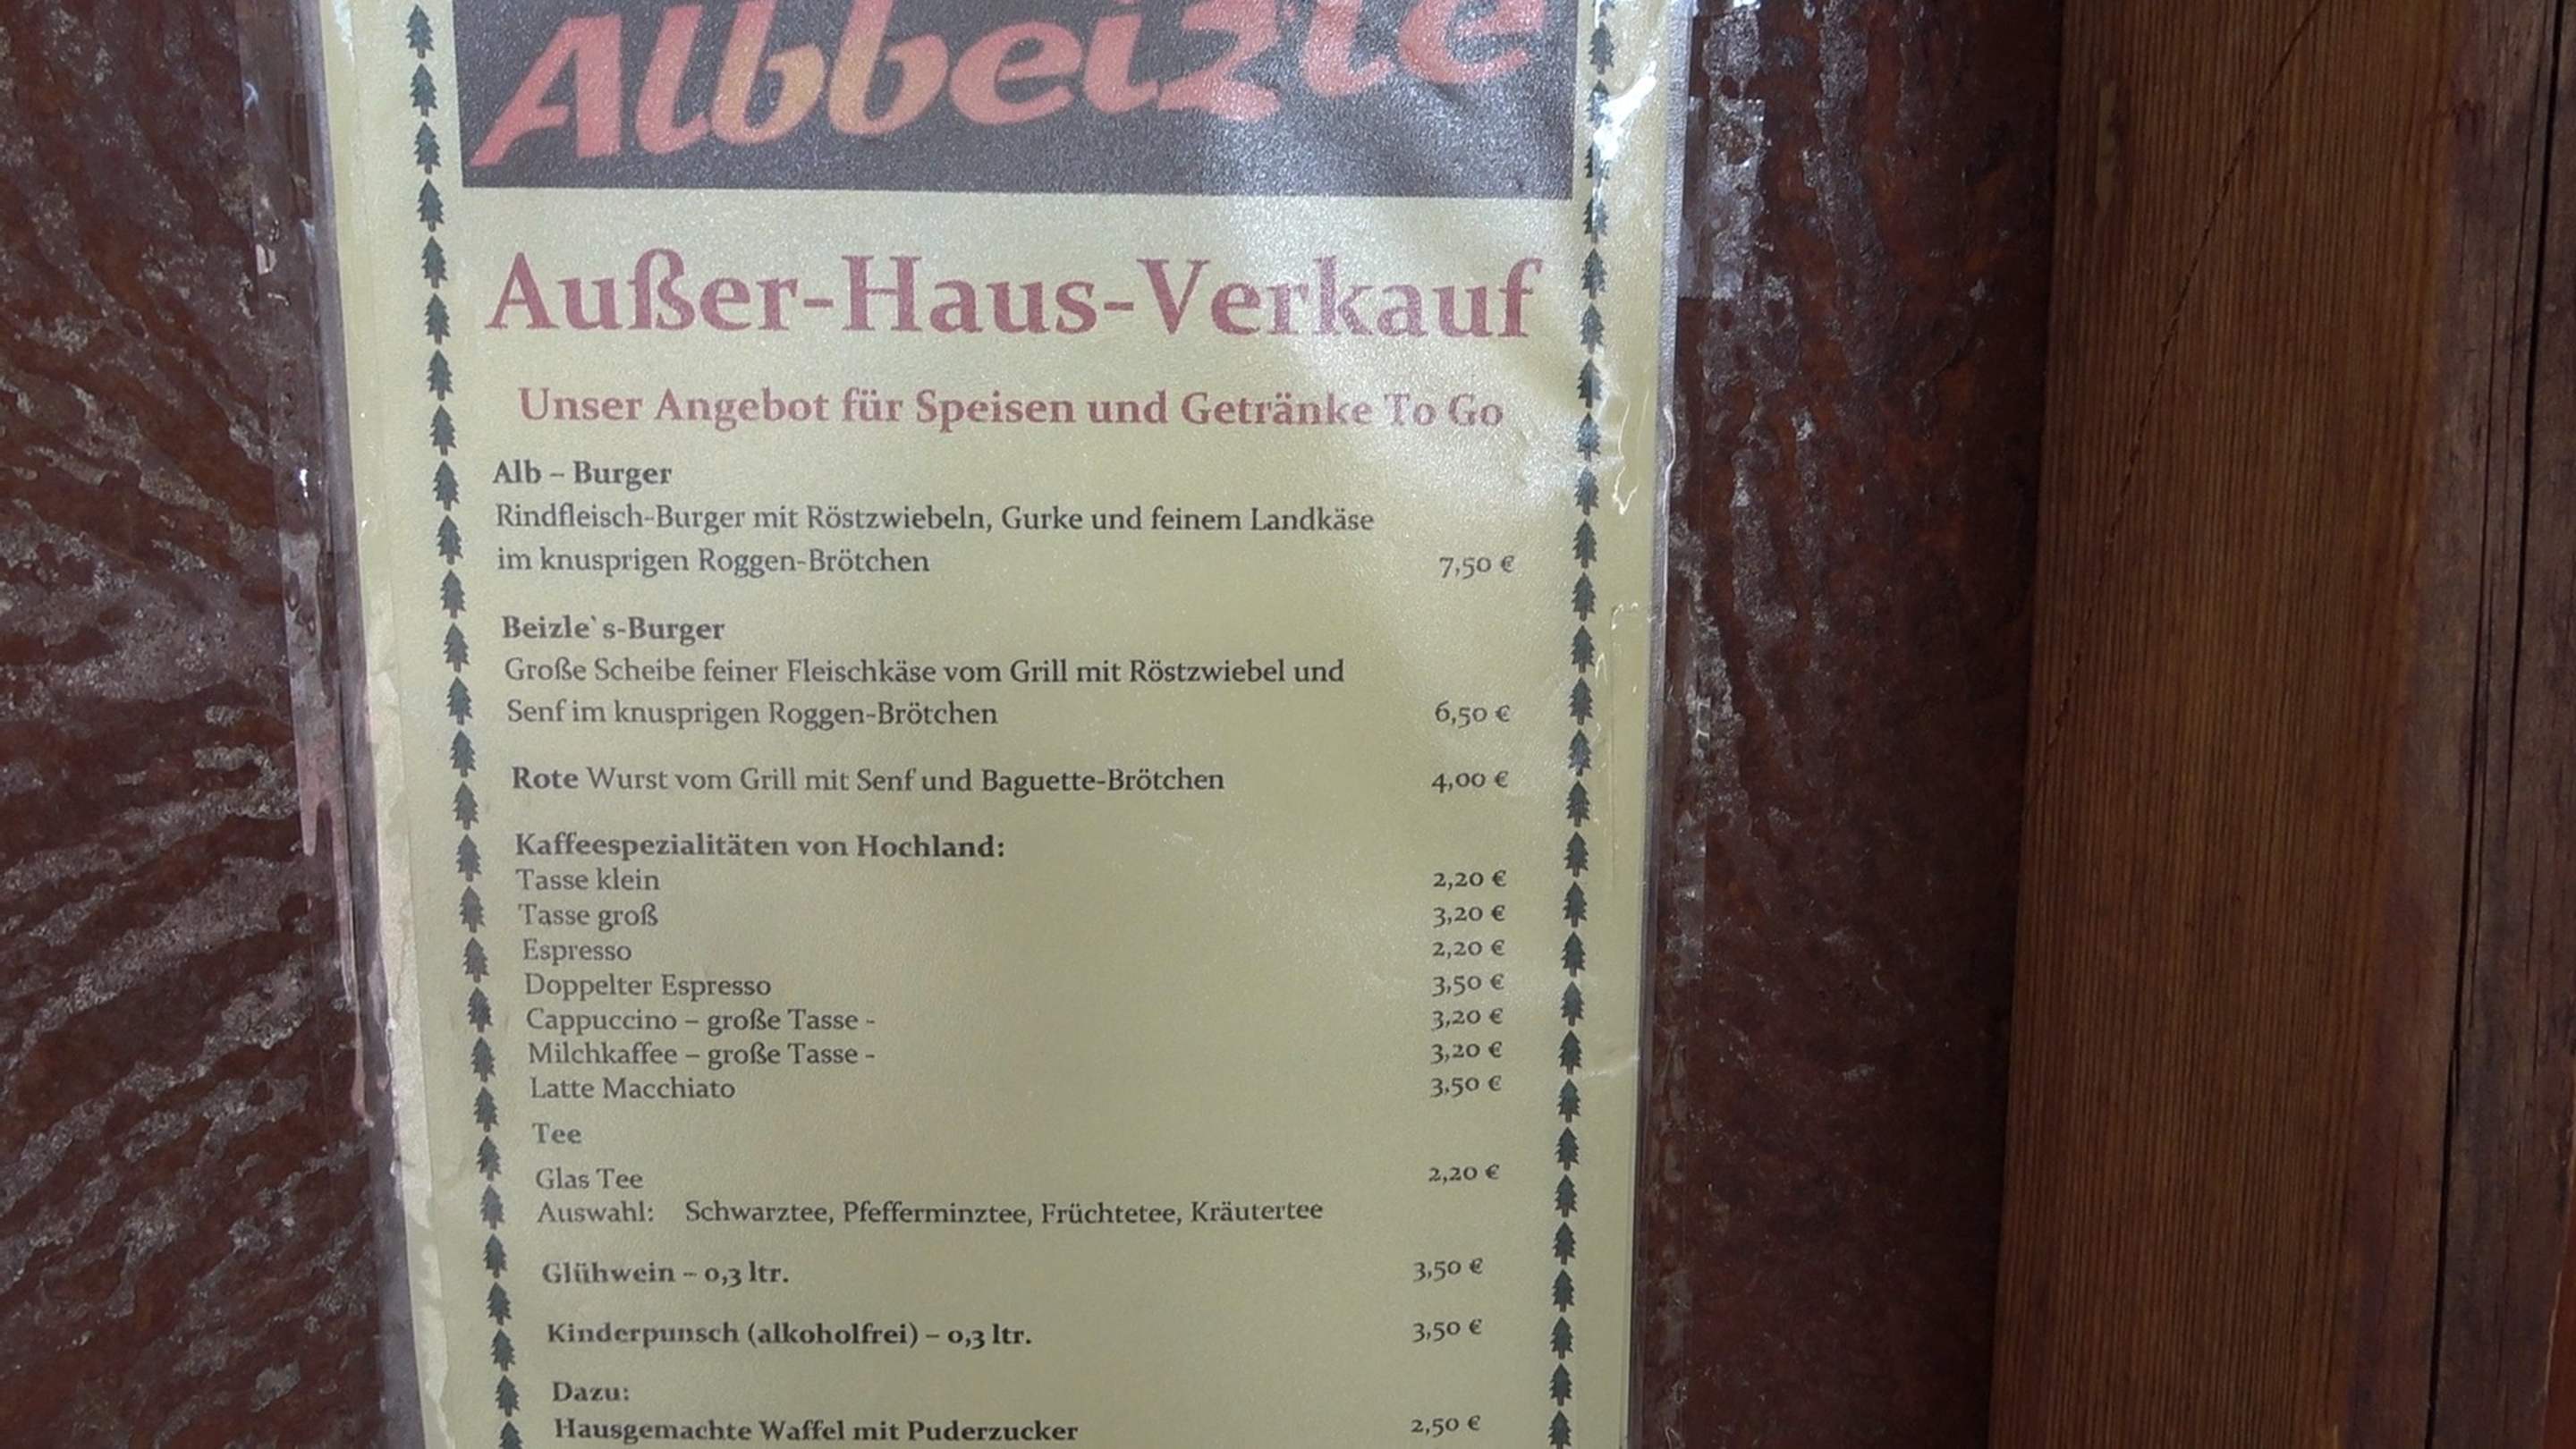 Albbeizle
Außer-Haus-Verkauf
Unser Angebot für Speisen und Getränke To Go
Alb – Burger
Rindfleisch-Burger mit Röstzwiebeln, Gurke und feinem Landkäse
im knusprigen Roggen-Brötchen 7,50 €
Beizle`s-Burger
Große Scheibe feiner Fleischkäse vom Grill mit Röstzwiebel und
Senf im knusprigen Roggen-Brötchen 6,50 €
Rote Wurst vom Grill mit Senf und Baguette-Brötchen 4,00 €
Kaffeespezialitäten von Hochland:
Tasse klein 2,20 €
Tasse groß 3,20 €
Espresso 2,20 €
Doppelter Espresso 3,50 €
Cappuccino – große Tasse - 3,20 €
Milchkaffee – große Tasse - 3,20 €
Latte Macchiato 3,50 €
Tee
Glas Tee 2,20 €
Auswahl: Schwarztee, Pfefferminztee, Früchtetee, Kräutertee
Glühwein – 0,3 ltr. 3,50 €
Kinderpunsch (alkoholfrei) – 0,3 ltr. 3,50 €
Dazu:
Hausgemachte Waffel mit Puderzucker 2,50 €